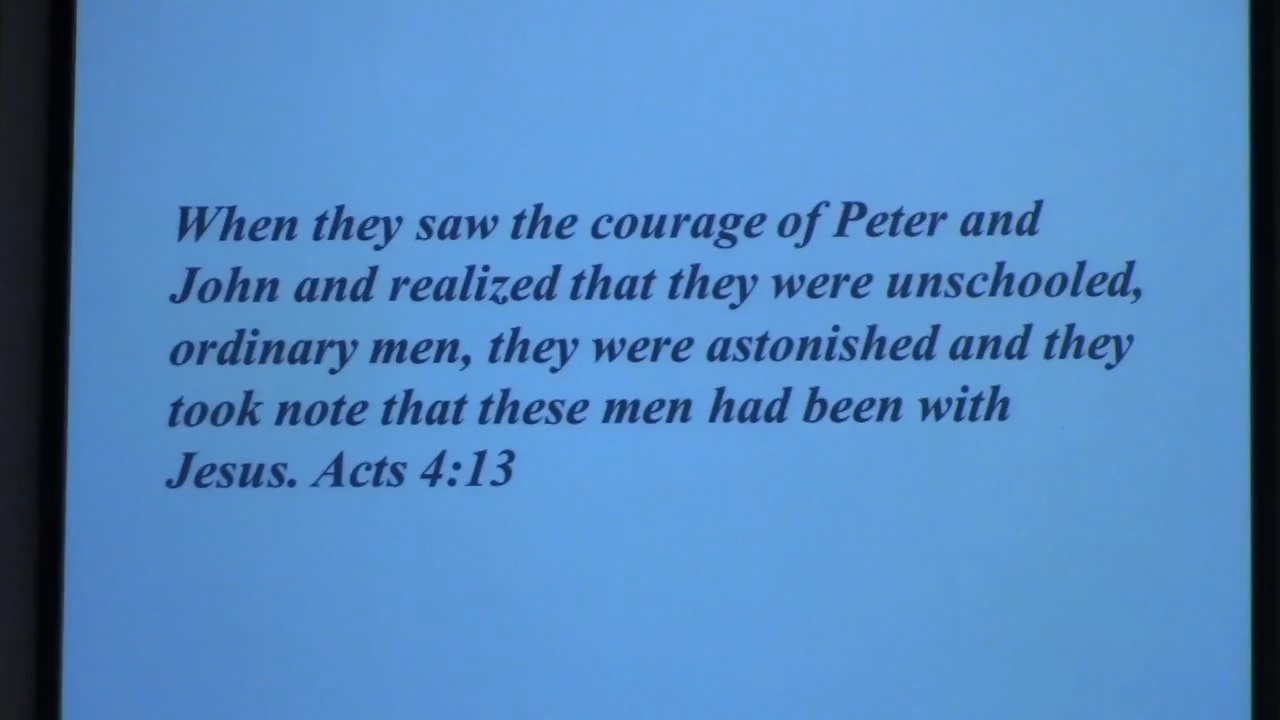 When they saw the courage of Peter and
John and realized that they were unschooled,
ordinary men, they were astonished and they
took note that these men had been with
Jesus. Acts 4:13